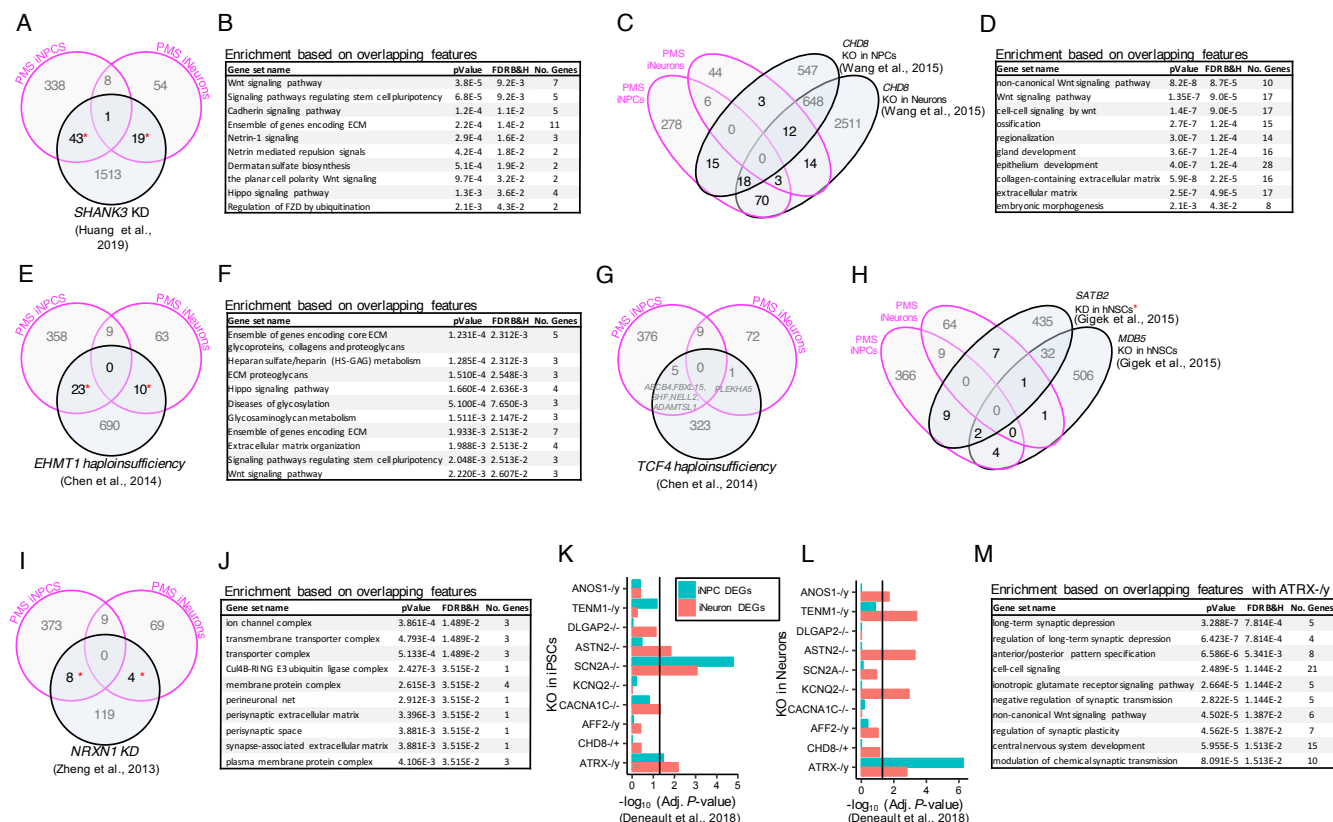 A
PMS iNPCS
PMS iNeurons
338
8
54
1
43*
19*
1513
SHANK3 KD
(Huang et al.,
2019)
B
Enrichment based on overlapping features
Gene set name pValue FDR B&H No. Genes
Wnt signaling pathway 3.8E-5 9.2E-3 7
Signaling pathways regulating stem cell pluripotency 6.8E-5 9.2E-3 5
Cadherin signaling pathway 1.2E-4 1.1E-2 5
Ensemble of genes encoding ECM 2.2E-4 1.4E-2 11
Netrin-1 signaling 2.9E-4 1.6E-2 3
Netrin mediated repulsion signals 4.2E-4 1.8E-2 2
Dermatan sulfate biosynthesis 5.1E-4 1.9E-2 2
the planar cell polarity Wnt signaling 9.7E-4 3.2E-2 2
Hippo signaling pathway 1.3E-3 3.6E-2 4
Regulation of FZD by ubiquitination 2.1E-3 4.3E-2 2
C
PMS
iNeurons
PMS
iNPCs
CHD8
KO in NPCs
(Wang et al., 2015)
CHD8
KO in Neurons
(Wang et al., 2015)
44
547
6
3
648
278
0
12
2511
15
0
14
18
3
70
D
Enrichment based on overlapping features
Gene set name pValue FDR B&H No. Genes
non-canonical Wnt signaling pathway 8.2E-8 8.7E-5 10
Wnt signaling pathway 1.35E-7 9.0E-5 17
cell-cell signaling by wnt 1.4E-7 9.0E-5 17
ossification 2.7E-7 1.2E-4 15
regionalization 3.0E-7 1.2E-4 14
gland development 3.6E-7 1.2E-4 16
epithelium development 4.0E-7 1.2E-4 28
collagen-containing extracellular matrix 5.9E-8 2.2E-5 16
extracellular matrix 2.5E-7 4.9E-5 17
embryonic morphogenesis 2.1E-3 4.3E-2 8
E
PMS iNPCS
PMS iNeurons
358
9
63
0
23*
10*
690
EHMT1 haploinsufficiency
(Chen et al., 2014)
F
Enrichment based on overlapping features
Gene set name pValue FDR B&H No. Genes
Ensemble of genes encoding core ECM 1.231E-4 2.312E-3 5
glycoproteins, collagens and proteoglycans
Heparan sulfate/heparin (HS-GAG) metabolism 1.285E-4 2.312E-3 3
ECM proteoglycans 1.510E-4 2.548E-3 3
Hippo signaling pathway 1.660E-4 2.636E-3 4
Diseases of glycosylation 5.100E-4 7.650E-3 3
Glycosaminoglycan metabolism 1.511E-3 2.147E-2 3
Ensemble of genes encoding ECM 1.933E-3 2.513E-2 7
Extracellular matrix organization 1.988E-3 2.513E-2 4
Signaling pathways regulating stem cell pluripotency 2.048E-3 2.513E-2 3
Wnt signaling pathway 2.220E-3 2.607E-2 3
G
PMS iNPCS
PMS iNeurons
376
9
72
5
0
1
ABCB4,FBXL15,
SHF,NELL2,
ADAMTSL1
PLEKHA5
323
TCF4 haploinsufficiency
(Chen et al., 2014)
H
PMS
iNeurons
PMS
iNPCs
SATB2
KD in hNSCs*
(Gigek et al., 2015)
MDB5
KO in hNSCs
(Gigek et al., 2015)
64
435
9
7
32
366
0
1
506
9
0
1
2
0
4
I
PMS iNPCS
PMS iNeurons
373
9
69
0
8*
4*
119
NRXN1 KD
(Zheng et al., 2013)
J
Enrichment based on overlapping features
Gene set name pValue FDR B&H No. Genes
ion channel complex 3.861E-4 1.489E-2 3
transmembrane transporter complex 4.793E-4 1.489E-2 3
transporter complex 5.133E-4 1.489E-2 3
Cul4B-RING E3 ubiquitin ligase complex 2.427E-3 3.515E-2 1
membrane protein complex 2.615E-3 3.515E-2 4
perineuronal net 2.912E-3 3.515E-2 1
perisynaptic extracellular matrix 3.396E-3 3.515E-2 1
perisynaptic space 3.881E-3 3.515E-2 1
synapse-associated extracellular matrix 3.881E-3 3.515E-2 1
plasma membrane protein complex 4.106E-3 3.515E-2 3
K
KO in iPSCs
ANOS1-/y
TENM1-/y
DLGAP2-/-
ASTN2-/-
SCN2A-/-
KCNQ2-/-
CACNA1C-/-
AFF2-/y
CHD8-/+
ATRX-/y
0 1 2 3 4 5
-log10 (Adj. P-value)
(Deneault et al., 2018)
iNPC DEGs
iNeuron DEGs
L
KO in Neurons
ANOS1-/y
TENM1-/y
DLGAP2-/-
ASTN2-/-
SCN2A-/-
KCNQ2-/-
CACNA1C-/-
AFF2-/y
CHD8-/+
ATRX-/y
0 2 4 6
-log10 (Adj. P-value)
(Deneault et al., 2018)
M
Enrichment based on overlapping features with ATRX-/y
Gene set name pValue FDR B&H No. Genes
long-term synaptic depression 3.288E-7 7.814E-4 5
regulation of long-term synaptic depression 6.423E-7 7.814E-4 4
anterior/posterior pattern specification 6.586E-6 5.341E-3 8
cell-cell signaling 2.489E-5 1.144E-2 21
ionotropic glutamate receptor signaling pathway 2.664E-5 1.144E-2 5
negative regulation of synaptic transmission 2.822E-5 1.144E-2 5
non-canonical Wnt signaling pathway 4.502E-5 1.387E-2 6
regulation of synaptic plasticity 4.562E-5 1.387E-2 7
central nervous system development 5.955E-5 1.513E-2 15
modulation of chemical synaptic transmission 8.091E-5 1.513E-2 10